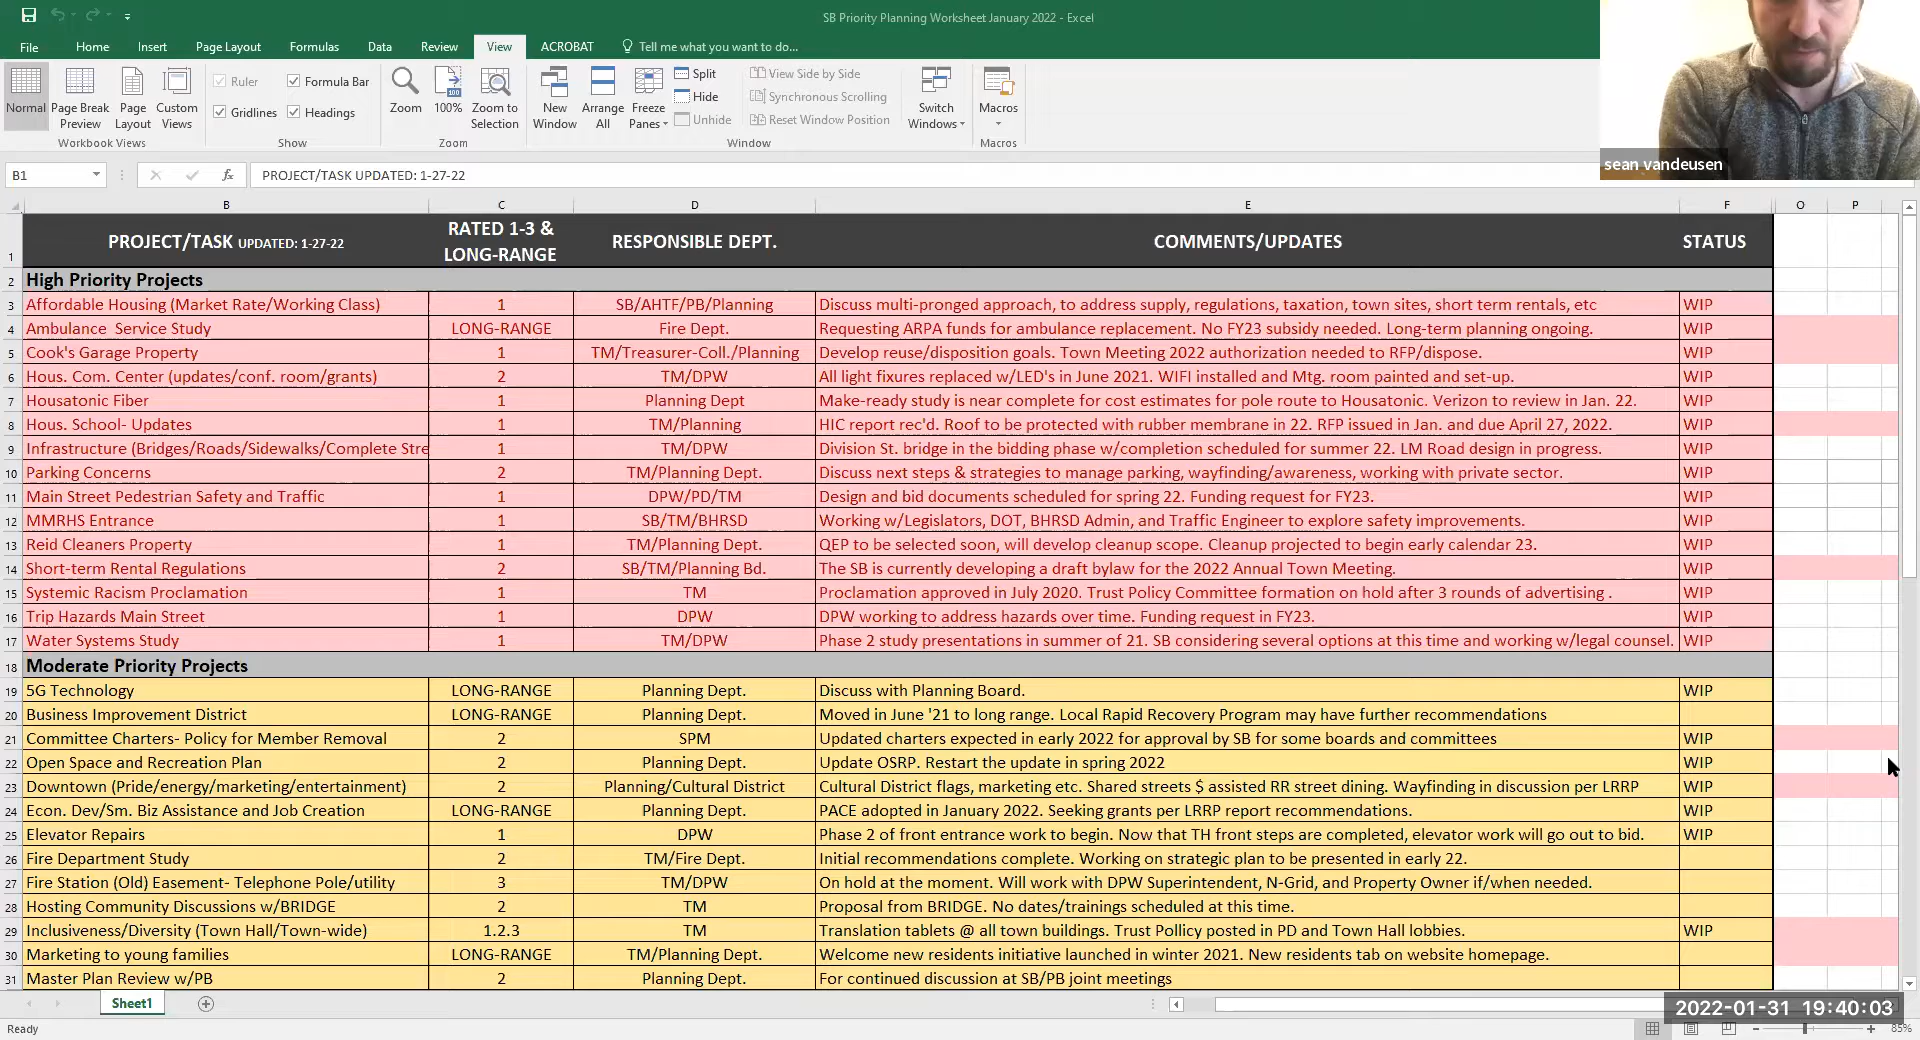 SB Priority Planning Worksheet January 2022 - Excel
File Home Insert Page Layout Formulas Data Review View ACROBAT Tell me what you want to do...
Normal Page Break Preview Page Layout Custom Views
Workbook Views
Ruler Formula Bar
Gridlines Headings
Show
Zoom 100% Zoom to Selection
Zoom
New Window Arrange All Freeze Panes
Split
Hide
Unhide
View Side by Side
Synchronous Scrolling
Reset Window Position
Window
Switch Windows
Macros
Macros
sean vandeusen
B1 fx PROJECT/TASK UPDATED: 1-27-22
B C D E F O P
1 PROJECT/TASK UPDATED: 1-27-22 RATED 1-3 & LONG-RANGE RESPONSIBLE DEPT. COMMENTS/UPDATES STATUS
2 High Priority Projects
3 Affordable Housing (Market Rate/Working Class) 1 SB/AHTF/PB/Planning Discuss multi-pronged approach, to address supply, regulations, taxation, town sites, short term rentals, etc WIP
4 Ambulance Service Study LONG-RANGE Fire Dept. Requesting ARPA funds for ambulance replacement. No FY23 subsidy needed. Long-term planning ongoing. WIP
5 Cook's Garage Property 1 TM/Treasurer-Coll./Planning Develop reuse/disposition goals. Town Meeting 2022 authorization needed to RFP/dispose. WIP
6 Hous. Com. Center (updates/conf. room/grants) 2 TM/DPW All light fixures replaced w/LED's in June 2021. WIFI installed and Mtg. room painted and set-up. WIP
7 Housatonic Fiber 1 Planning Dept Make-ready study is near complete for cost estimates for pole route to Housatonic. Verizon to review in Jan. 22. WIP
8 Hous. School- Updates 1 TM/Planning HIC report rec'd. Roof to be protected with rubber membrane in 22. RFP issued in Jan. and due April 27, 2022. WIP
9 Infrastructure (Bridges/Roads/Sidewalks/Complete Stre 1 TM/DPW Division St. bridge in the bidding phase w/completion scheduled for summer 22. LM Road design in progress. WIP
10 Parking Concerns 2 TM/Planning Dept. Discuss next steps & strategies to manage parking, wayfinding/awareness, working with private sector. WIP
11 Main Street Pedestrian Safety and Traffic 1 DPW/PD/TM Design and bid documents scheduled for spring 22. Funding request for FY23. WIP
12 MMRHS Entrance 1 SB/TM/BHRSD Working w/Legislators, DOT, BHRSD Admin, and Traffic Engineer to explore safety improvements. WIP
13 Reid Cleaners Property 1 TM/Planning Dept. QEP to be selected soon, will develop cleanup scope. Cleanup projected to begin early calendar 23. WIP
14 Short-term Rental Regulations 2 SB/TM/Planning Bd. The SB is currently developing a draft bylaw for the 2022 Annual Town Meeting. WIP
15 Systemic Racism Proclamation 1 TM Proclamation approved in July 2020. Trust Policy Committee formation on hold after 3 rounds of advertising . WIP
16 Trip Hazards Main Street 1 DPW DPW working to address hazards over time. Funding request in FY23. WIP
17 Water Systems Study 1 TM/DPW Phase 2 study presentations in summer of 21. SB considering several options at this time and working w/legal counsel. WIP
18 Moderate Priority Projects
19 5G Technology LONG-RANGE Planning Dept. Discuss with Planning Board. WIP
20 Business Improvement District LONG-RANGE Planning Dept. Moved in June '21 to long range. Local Rapid Recovery Program may have further recommendations
21 Committee Charters- Policy for Member Removal 2 SPM Updated charters expected in early 2022 for approval by SB for some boards and committees WIP
22 Open Space and Recreation Plan 2 Planning Dept. Update OSRP. Restart the update in spring 2022 WIP
23 Downtown (Pride/energy/marketing/entertainment) 2 Planning/Cultural District Cultural District flags, marketing etc. Shared streets $ assisted RR street dining. Wayfinding in discussion per LRRP WIP
24 Econ. Dev/Sm. Biz Assistance and Job Creation LONG-RANGE Planning Dept. PACE adopted in January 2022. Seeking grants per LRRP report recommendations. WIP
25 Elevator Repairs 1 DPW Phase 2 of front entrance work to begin. Now that TH front steps are completed, elevator work will go out to bid. WIP
26 Fire Department Study 2 TM/Fire Dept. Initial recommendations complete. Working on strategic plan to be presented in early 22.
27 Fire Station (Old) Easement- Telephone Pole/utility 3 TM/DPW On hold at the moment. Will work with DPW Superintendent, N-Grid, and Property Owner if/when needed.
28 Hosting Community Discussions w/BRIDGE 2 TM Proposal from BRIDGE. No dates/trainings scheduled at this time.
29 Inclusiveness/Diversity (Town Hall/Town-wide) 1.2.3 TM Translation tablets @ all town buildings. Trust Pollicy posted in PD and Town Hall lobbies. WIP
30 Marketing to young families LONG-RANGE TM/Planning Dept. Welcome new residents initiative launched in winter 2021. New residents tab on website homepage.
31 Master Plan Review w/PB 2 Planning Dept. For continued discussion at SB/PB joint meetings
Sheet1
2022-01-31 19:40:03
Ready 85%